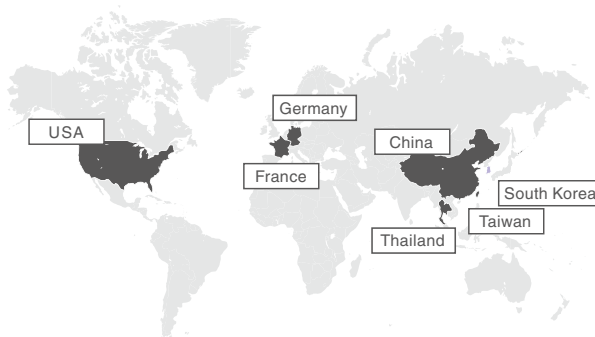 Germany
USA
China
France
South Korea
Taiwan
Thailand